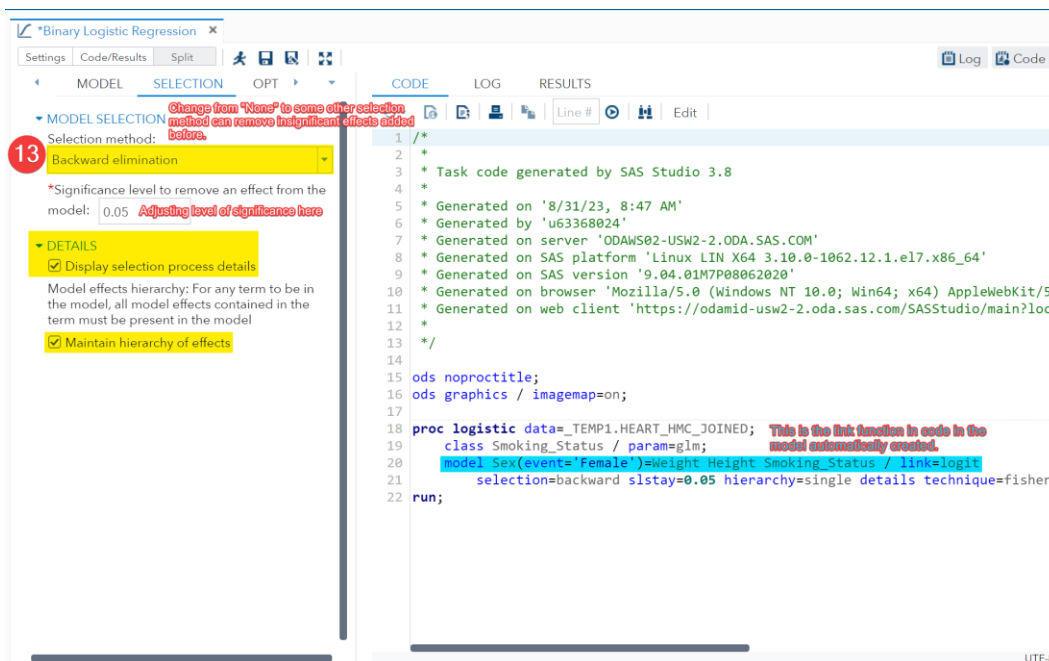 *Binary Logistic Regression ×
Settings Code/Results Split Log Code
MODEL SELECTION OPT CODE LOG RESULTS
Line # Edit
Change from "None" to some other selection
method can remove insignificant effects added
before.
MODEL SELECTION
Selection method:
13
Backward elimination
*Significance level to remove an effect from the
model: 0.05 Adjusting level of significance here
DETAILS
Display selection process details
Model effects hierarchy: For any term to be in
the model, all model effects contained in the
term must be present in the model
Maintain hierarchy of effects
1 /*
2 *
3 * Task code generated by SAS Studio 3.8
4 *
5 * Generated on '8/31/23, 8:47 AM'
6 * Generated by 'u63368024'
7 * Generated on server 'ODAWS02-USW2-2.ODA.SAS.COM'
8 * Generated on SAS platform 'Linux LIN X64 3.10.0-1062.12.1.el7.x86_64'
9 * Generated on SAS version '9.04.01M7P08062020'
10 * Generated on browser 'Mozilla/5.0 (Windows NT 10.0; Win64; x64) AppleWebKit/5
11 * Generated on web client 'https://odamid-usw2-2.oda.sas.com/SASStudio/main?loc
12 *
13 */
14
15 ods noproctitle;
16 ods graphics / imagemap=on;
17
18 proc logistic data=_TEMP1.HEART_HMC_JOINED; This is the link function in code in the
19 class Smoking_Status / param=glm; model automatically created.
20 model Sex(event='Female')=Weight Height Smoking_Status / link=logit
21 selection=backward slstay=0.05 hierarchy=single details technique=fisher
22 run;
UTF-